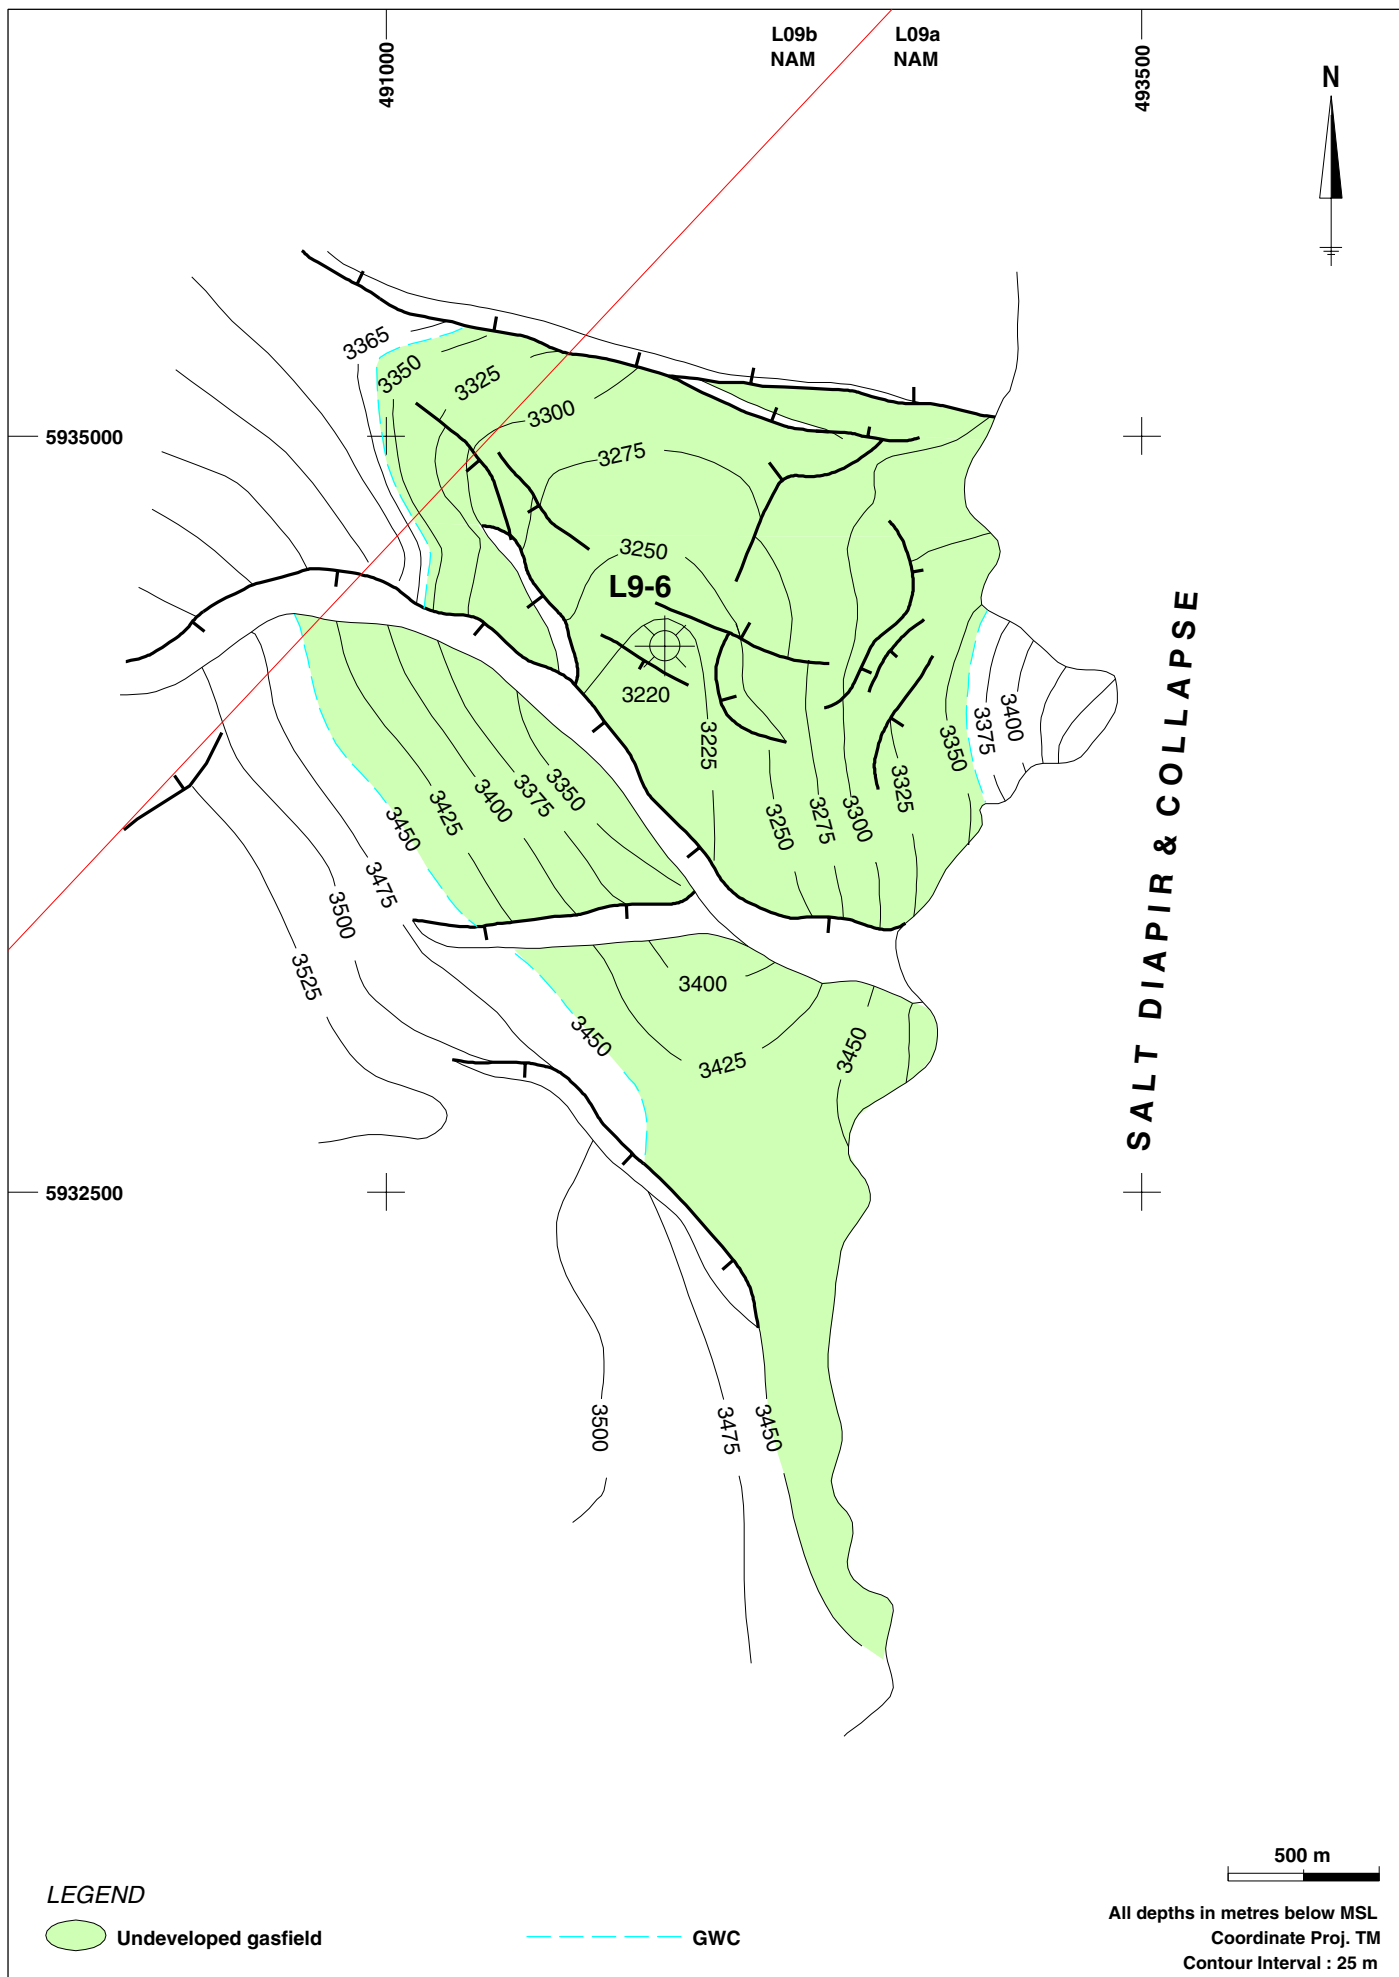 L09b
NAM
L09a
NAM
491000
493500
N
3365
3350
3325
3300
3275
5935000
3250
L9-6
3220
3225
3250
3275
3300
3325
3350
3375
3400
3350
3375
3400
3425
3450
3475
3500
3525
3400
3425
3450
3450
SALT DIAPIR & COLLAPSE
5932500
3500
3475
3450
500 m
LEGEND
Undeveloped gasfield
GWC
All depths in metres below MSL
Coordinate Proj. TM
Contour Interval : 25 m